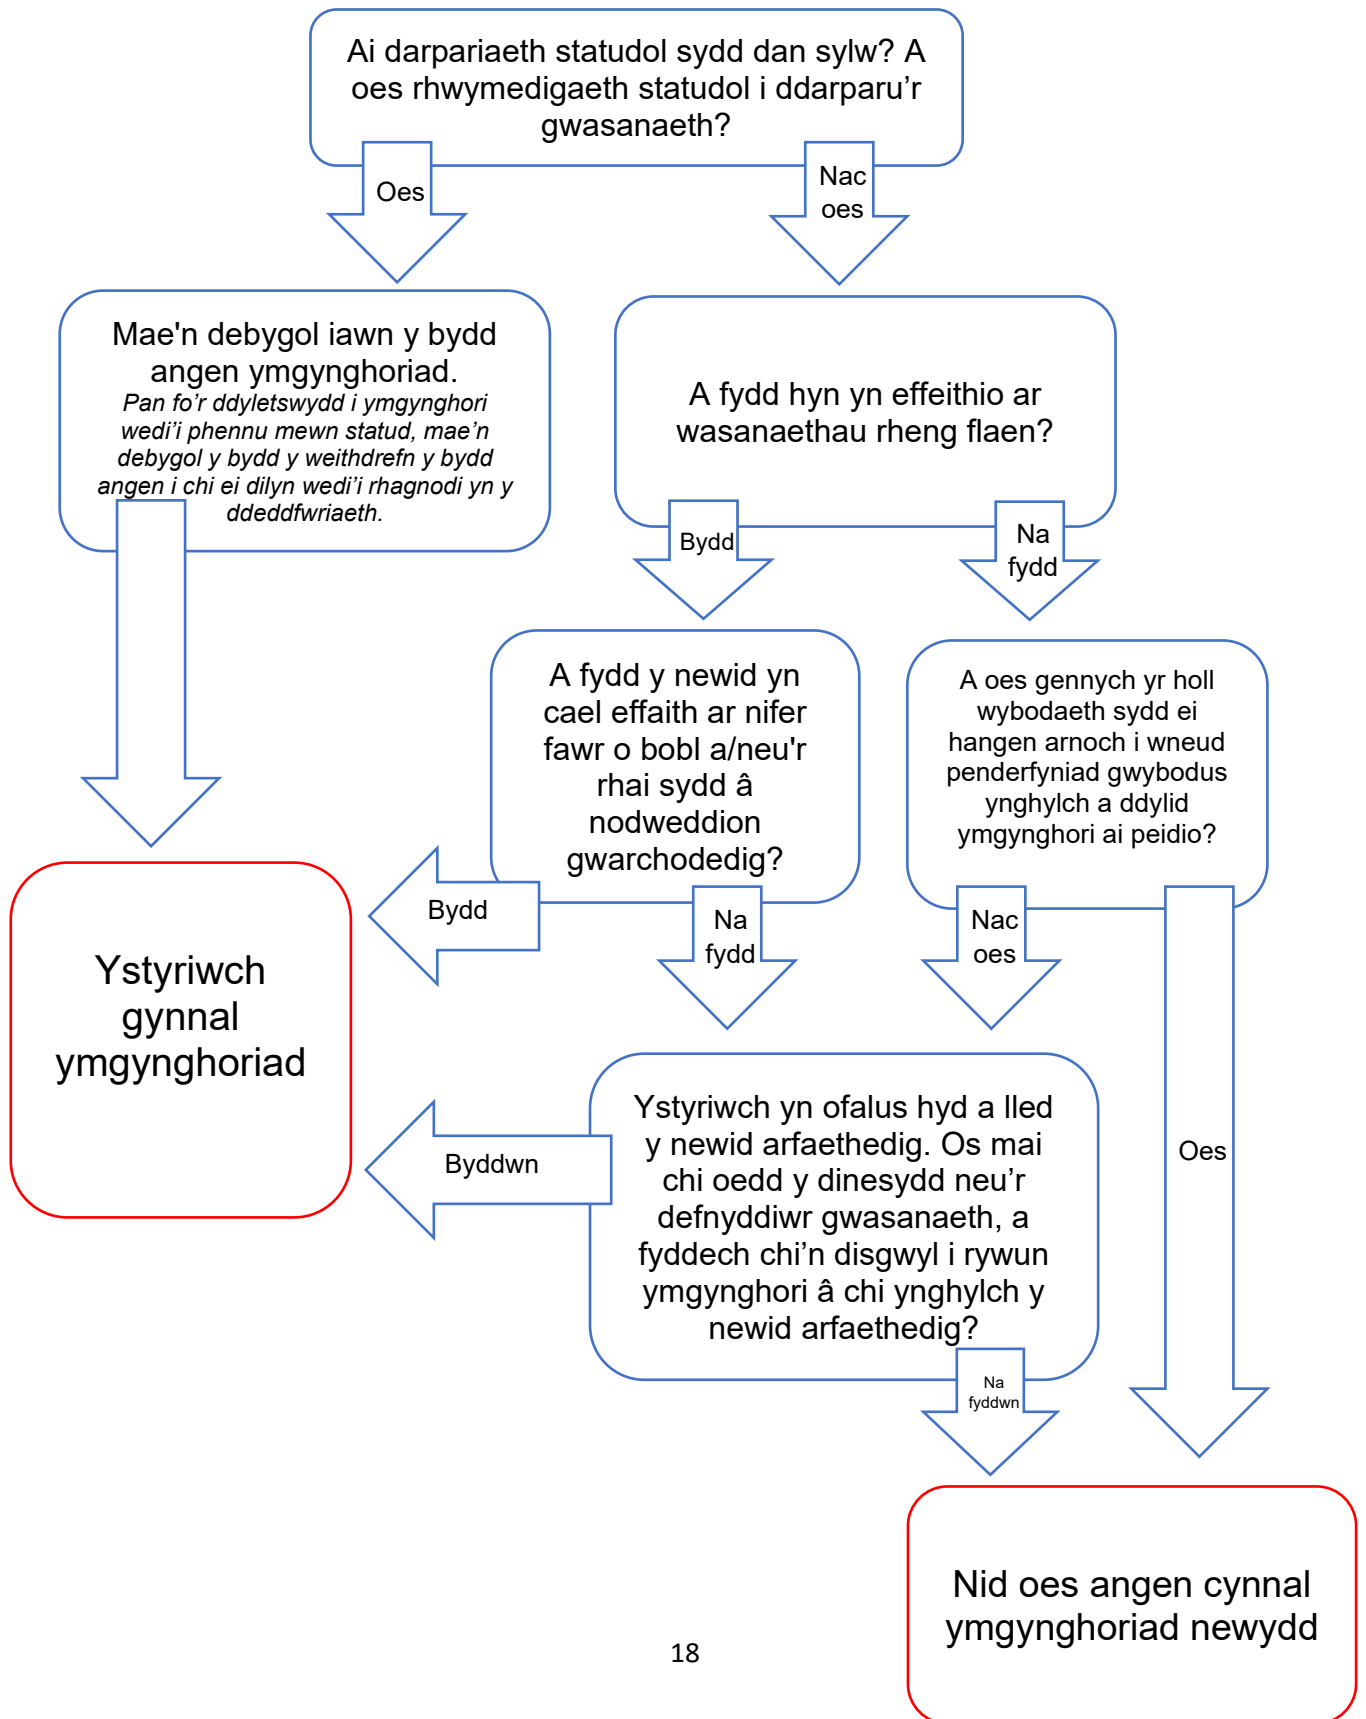 Ai darpariaeth statudol sydd dan sylw? A
oes rhwymedigaeth statudol i ddarparu’r
gwasanaeth?
Oes
Nac
oes
Mae'n debygol iawn y bydd
angen ymgynghoriad.
Pan fo’r ddyletswydd i ymgynghori
wedi’i phennu mewn statud, mae’n
debygol y bydd y weithdrefn y bydd
angen i chi ei dilyn wedi’i rhagnodi yn y
ddeddfwriaeth.
A fydd hyn yn effeithio ar
wasanaethau rheng flaen?
Bydd
Na
fydd
A fydd y newid yn
cael effaith ar nifer
fawr o bobl a/neu'r
rhai sydd â
nodweddion
gwarchodedig?
A oes gennych yr holl
wybodaeth sydd ei
hangen arnoch i wneud
penderfyniad gwybodus
ynghylch a ddylid
ymgynghori ai peidio?
Bydd
Na
fydd
Nac
oes
Ystyriwch
gynnal
ymgynghoriad
Ystyriwch yn ofalus hyd a lled
y newid arfaethedig. Os mai
chi oedd y dinesydd neu’r
defnyddiwr gwasanaeth, a
fyddech chi’n disgwyl i rywun
ymgynghori â chi ynghylch y
newid arfaethedig?
Byddwn
Oes
Na
fyddwn
Nid oes angen cynnal
ymgynghoriad newydd
18